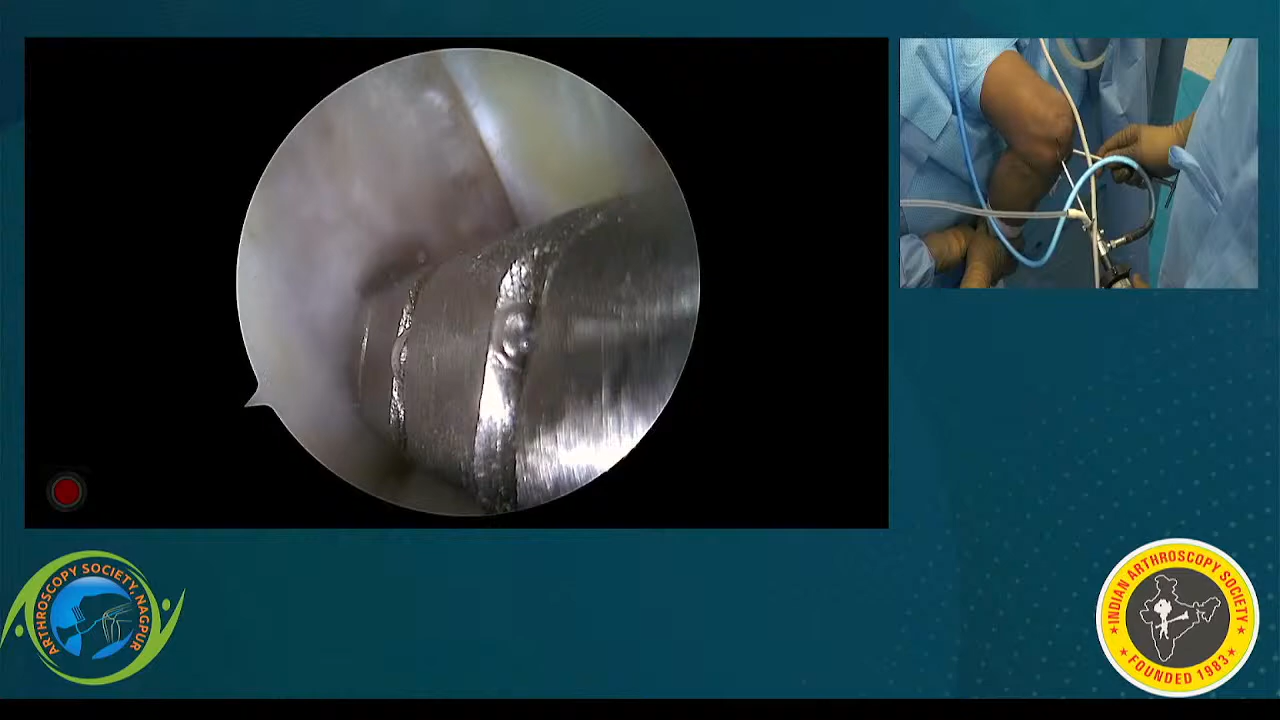 ARTHROSCOPY SOCIETY, NAGPUR
INDIAN ARTHROSCOPY SOCIETY
FOUNDED 1983